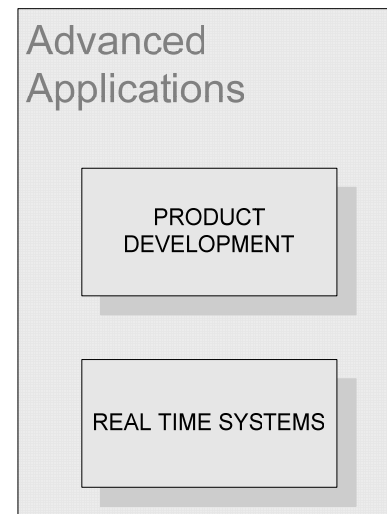 Advanced
Applications
PRODUCT
DEVELOPMENT
REAL TIME SYSTEMS